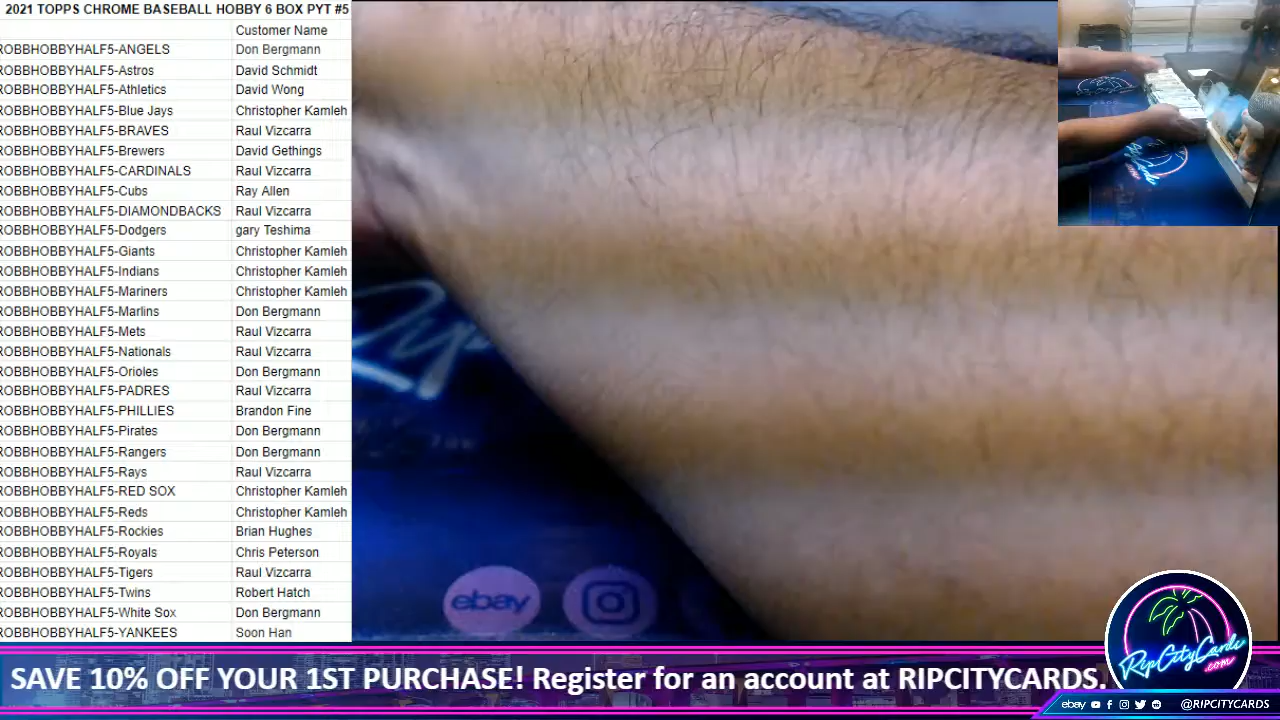 2021 TOPPS CHROME BASEBALL HOBBY 6 BOX PYT #5
Customer Name
ROBBHOBBYHALF5-ANGELS Don Bergmann
ROBBHOBBYHALF5-Astros David Schmidt
ROBBHOBBYHALF5-Athletics David Wong
ROBBHOBBYHALF5-Blue Jays Christopher Kamleh
ROBBHOBBYHALF5-BRAVES Raul Vizcarra
ROBBHOBBYHALF5-Brewers David Gethings
ROBBHOBBYHALF5-CARDINALS Raul Vizcarra
ROBBHOBBYHALF5-Cubs Ray Allen
ROBBHOBBYHALF5-DIAMONDBACKS Raul Vizcarra
ROBBHOBBYHALF5-Dodgers gary Teshima
ROBBHOBBYHALF5-Giants Christopher Kamleh
ROBBHOBBYHALF5-Indians Christopher Kamleh
ROBBHOBBYHALF5-Mariners Christopher Kamleh
ROBBHOBBYHALF5-Marlins Don Bergmann
ROBBHOBBYHALF5-Mets Raul Vizcarra
ROBBHOBBYHALF5-Nationals Raul Vizcarra
ROBBHOBBYHALF5-Orioles Don Bergmann
ROBBHOBBYHALF5-PADRES Raul Vizcarra
ROBBHOBBYHALF5-PHILLIES Brandon Fine
ROBBHOBBYHALF5-Pirates Don Bergmann
ROBBHOBBYHALF5-Rangers Don Bergmann
ROBBHOBBYHALF5-Rays Raul Vizcarra
ROBBHOBBYHALF5-RED SOX Christopher Kamleh
ROBBHOBBYHALF5-Reds Christopher Kamleh
ROBBHOBBYHALF5-Rockies Brian Hughes
ROBBHOBBYHALF5-Royals Chris Peterson
ROBBHOBBYHALF5-Tigers Raul Vizcarra
ROBBHOBBYHALF5-Twins Robert Hatch
ROBBHOBBYHALF5-White Sox Don Bergmann
ROBBHOBBYHALF5-YANKEES Soon Han
ebay
SAVE 10% OFF YOUR 1ST PURCHASE! Register for an account at RIPCITYCARDS.
RipCityCards
.com
ebay @RIPCITYCARDS